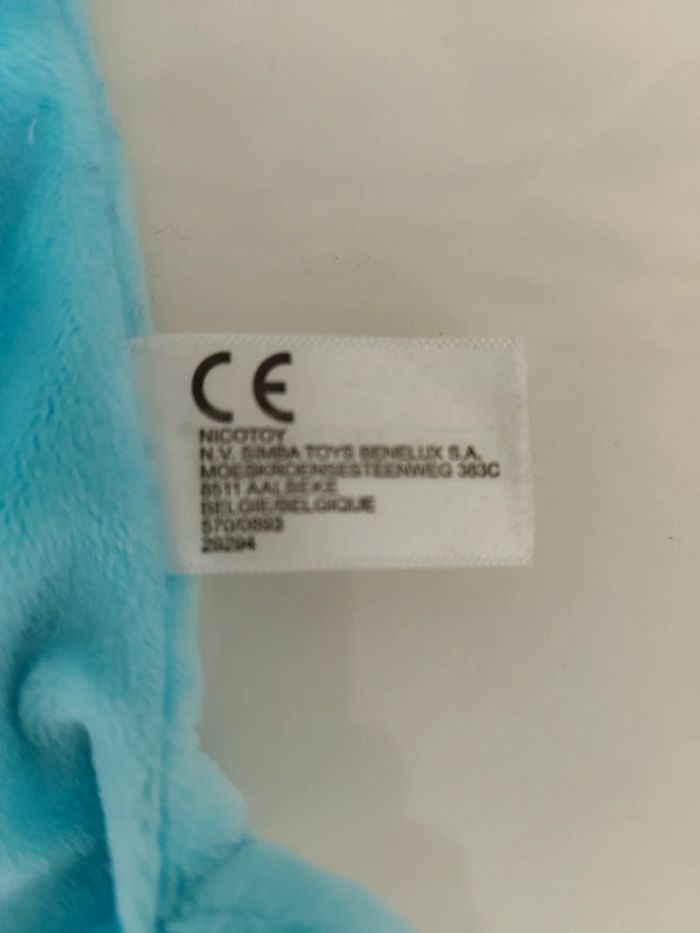 CE
NICOTOY
N.V. SIMBA TOYS BENELUX S.A.
MOESKROENSESTEENWEG 383C
8511 AALBEKE
BELGIE/BELGIQUE
570/0893
29294